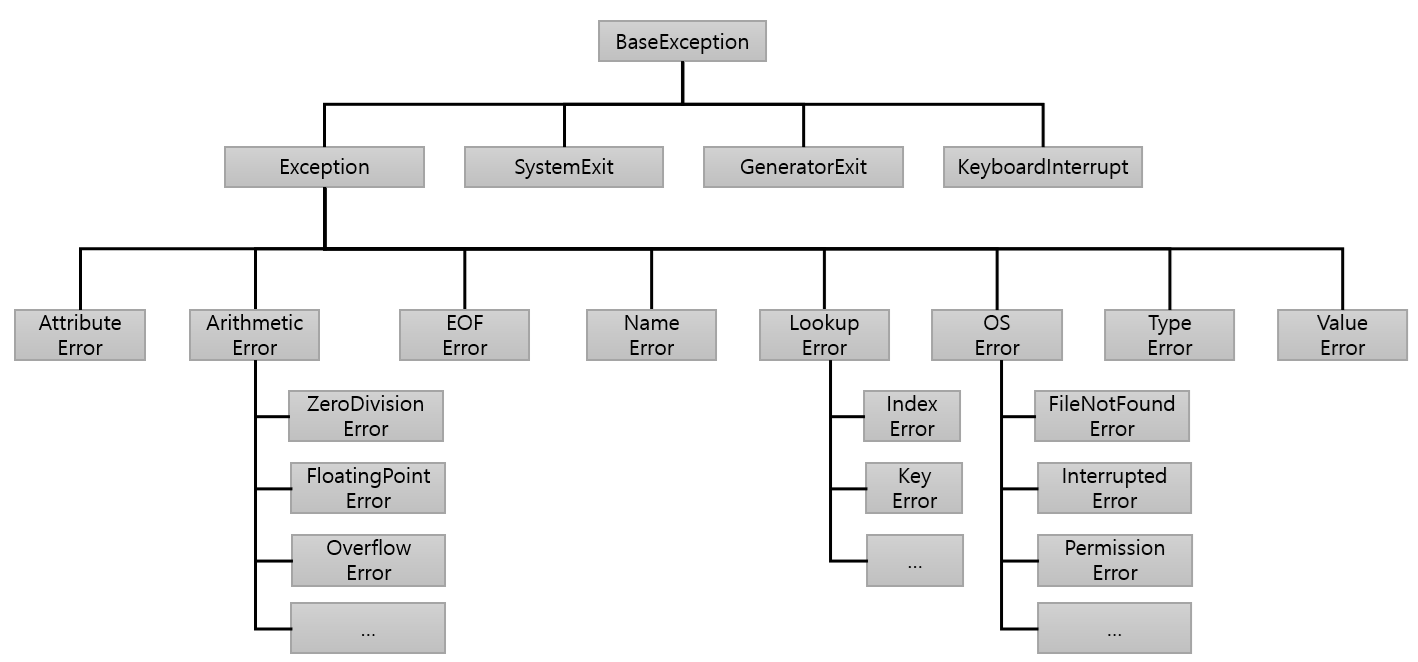 BaseException
Exception
SystemExit
GeneratorExit
KeyboardInterrupt
Attribute
Error
Arithmetic
Error
EOF
Error
Name
Error
Lookup
Error
OS
Error
Type
Error
Value
Error
ZeroDivision
Error
FloatingPoint
Error
Overflow
Error
...
Index
Error
Key
Error
...
FileNotFound
Error
Interrupted
Error
Permission
Error
...